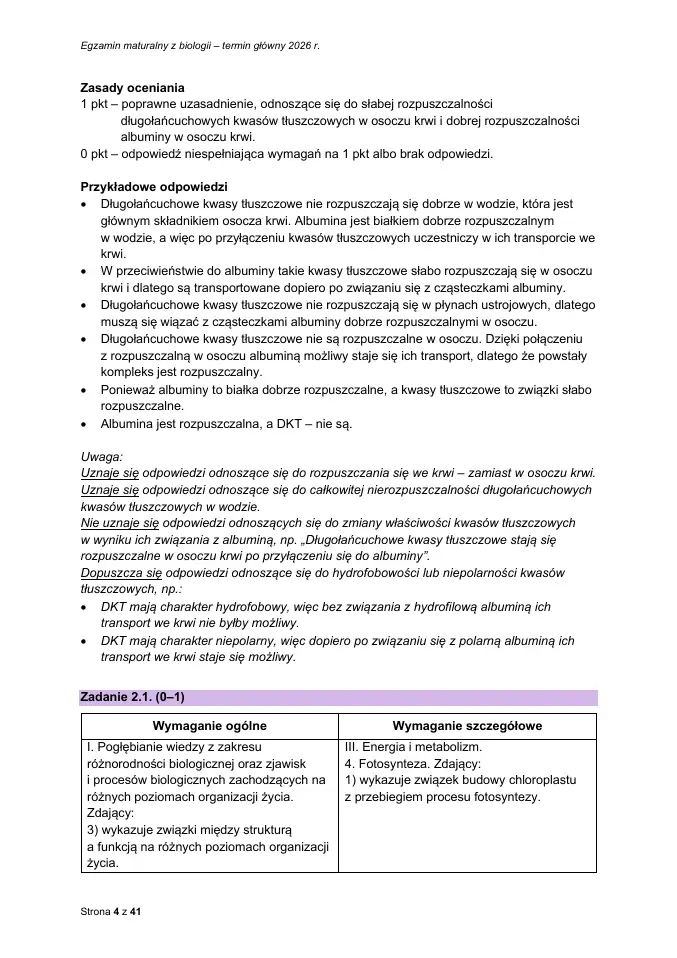 Egzamin maturalny z biologii – termin główny 2026 r.
Zasady oceniania
1 pkt – poprawne uzasadnienie, odnoszące się do słabej rozpuszczalności
długołańcuchowych kwasów tłuszczowych w osoczu krwi i dobrej rozpuszczalności
albuminy w osoczu krwi.
0 pkt – odpowiedź niespełniająca wymagań na 1 pkt albo brak odpowiedzi.
Przykładowe odpowiedzi
• Długołańcuchowe kwasy tłuszczowe nie rozpuszczają się dobrze w wodzie, która jest
głównym składnikiem osocza krwi. Albumina jest białkiem dobrze rozpuszczalnym
w wodzie, a więc po przyłączeniu kwasów tłuszczowych uczestniczy w ich transporcie we
krwi.
• W przeciwieństwie do albuminy takie kwasy tłuszczowe słabo rozpuszczają się w osoczu
krwi i dlatego są transportowane dopiero po związaniu się z cząsteczkami albuminy.
• Długołańcuchowe kwasy tłuszczowe nie rozpuszczają się w płynach ustrojowych, dlatego
muszą się wiązać z cząsteczkami albuminy dobrze rozpuszczalnymi w osoczu.
• Długołańcuchowe kwasy tłuszczowe nie są rozpuszczalne w osoczu. Dzięki połączeniu
z rozpuszczalną w osoczu albuminą możliwy staje się ich transport, dlatego że powstały
kompleks jest rozpuszczalny.
• Ponieważ albuminy to białka dobrze rozpuszczalne, a kwasy tłuszczowe to związki słabo
rozpuszczalne.
• Albumina jest rozpuszczalna, a DKT – nie są.
Uwaga:
Uznaje się odpowiedzi odnoszące się do rozpuszczania się we krwi – zamiast w osoczu krwi.
Uznaje się odpowiedzi odnoszące się do całkowitej nierozpuszczalności długołańcuchowych
kwasów tłuszczowych w wodzie.
Nie uznaje się odpowiedzi odnoszących się do zmiany właściwości kwasów tłuszczowych
w wyniku ich związania z albuminą, np. „Długołańcuchowe kwasy tłuszczowe stają się
rozpuszczalne w osoczu krwi po przyłączeniu się do albuminy”.
Dopuszcza się odpowiedzi odnoszące się do hydrofobowości lub niepolarności kwasów
tłuszczowych, np.:
• DKT mają charakter hydrofobowy, więc bez związania z hydrofilową albuminą ich
transport we krwi nie byłby możliwy.
• DKT mają charakter niepolarny, więc dopiero po związaniu się z polarną albuminą ich
transport we krwi staje się możliwy.
Zadanie 2.1. (0–1)
Wymaganie ogólne
I. Pogłębianie wiedzy z zakresu
różnorodności biologicznej oraz zjawisk
i procesów biologicznych zachodzących na
różnych poziomach organizacji życia.
Zdający:
3) wykazuje związki między strukturą
a funkcją na różnych poziomach organizacji
życia.
Wymaganie szczegółowe
III. Energia i metabolizm.
4. Fotosynteza. Zdający:
1) wykazuje związek budowy chloroplastu
z przebiegiem procesu fotosyntezy.
Strona 4 z 41